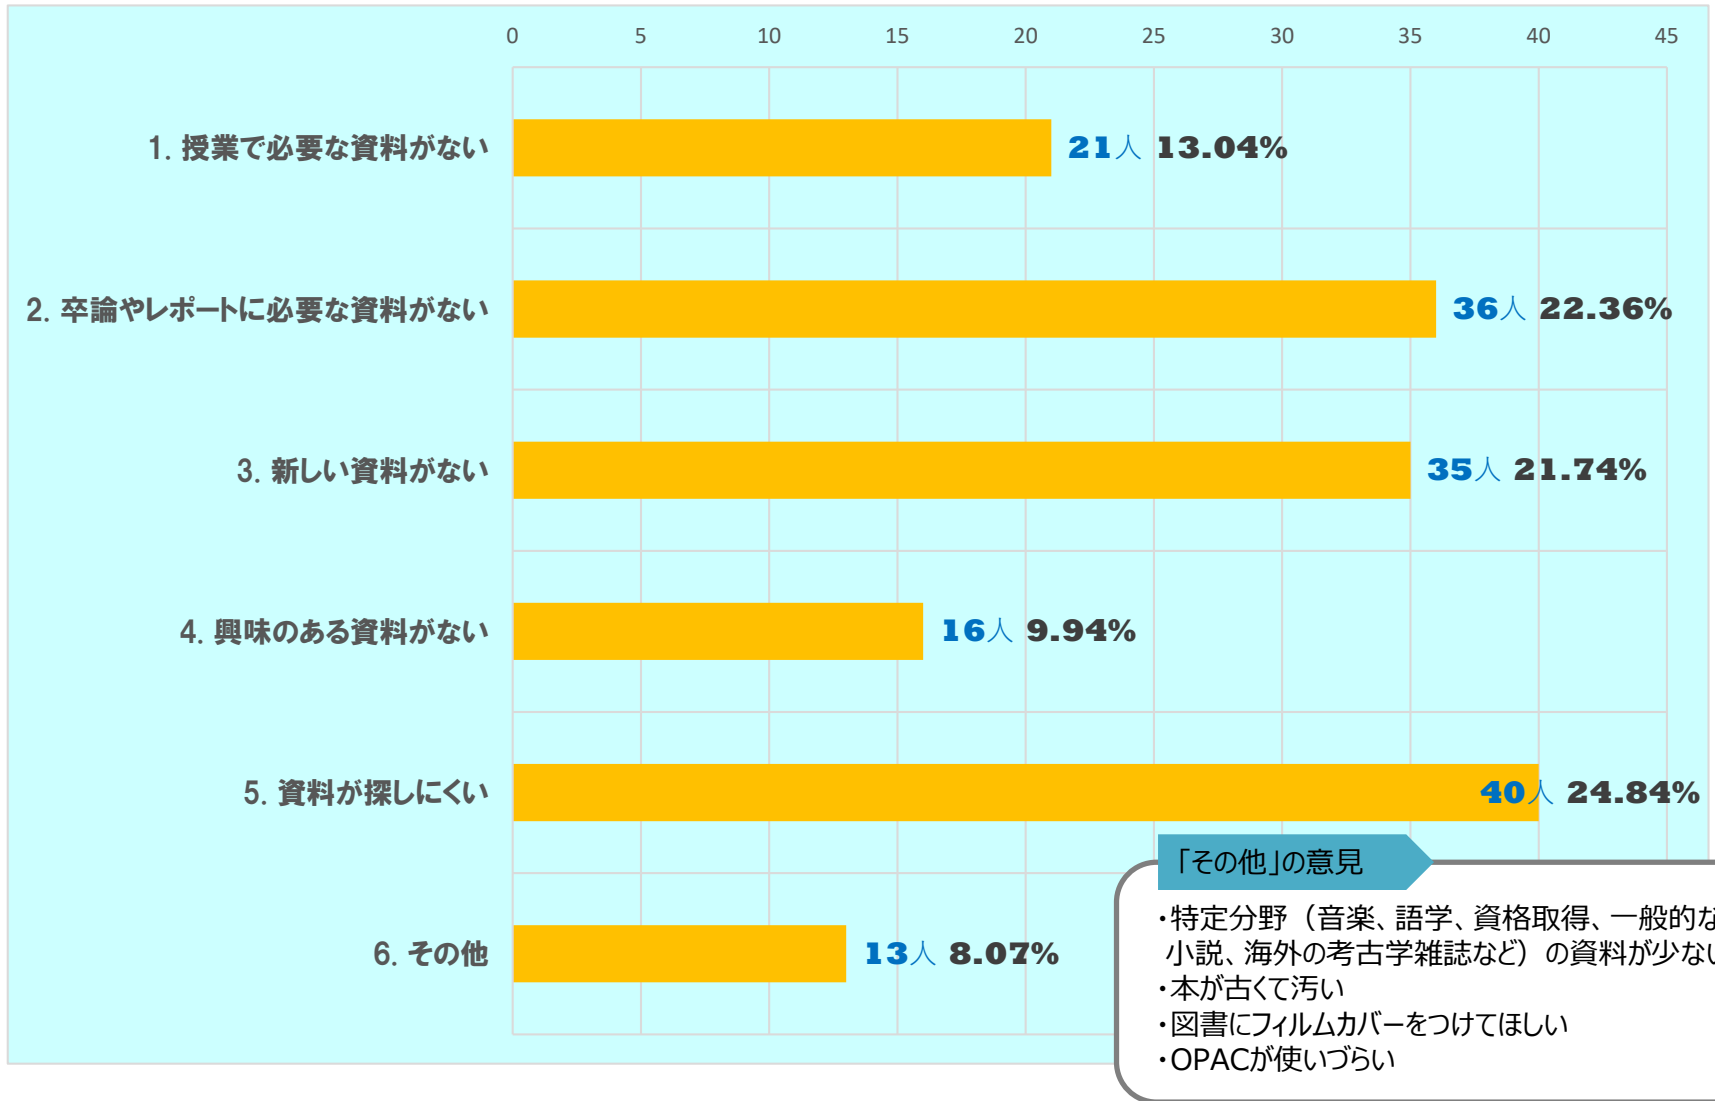 0 5 10 15 20 25 30 35 40 45
1. 授業で必要な資料がない 21人 13.04%
2. 卒論やレポートに必要な資料がない 36人 22.36%
3. 新しい資料がない 35人 21.74%
4. 興味のある資料がない 16人 9.94%
5. 資料が探しにくい 40人 24.84%
6. その他 13人 8.07%
「その他」の意見
・特定分野（音楽、語学、資格取得、一般的な
小説、海外の考古学雑誌など）の資料が少ない
・本が古くて汚い
・図書にフィルムカバーをつけてほしい
・OPACが使いづらい